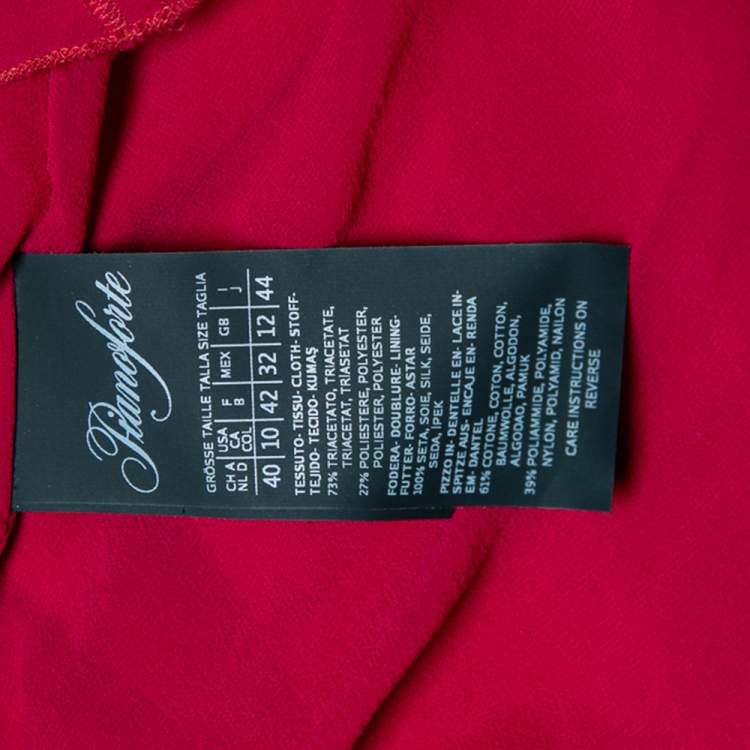 Pianoforte
GRÖSSE TAILLE TALLA SIZE TAGLIA
CH A USA F MEX GB I
NL D CA COL B J
40 10 42 32 12 44
TESSUTO- TISSU- CLOTH- STOFF-
TEJIDO- TECIDO- KUMAŞ
73% TRIACETATO, TRIACETATE,
TRIACETAT, TRIASETAT
27% POLIESTERE, POLYESTER,
POLIESTER, POLYESTER
FODERA- DOUBLURE- LINING-
FUTTER- FORRO- ASTAR
100% SETA, SOIE, SILK, SEIDE,
SEDA, IPEK
PIZZO IN- DENTELLE EN- LACE IN-
SPITZE AUS- ENCAJE EN- RENDA
EM- DANTEL
61% COTONE, COTON, COTTON,
BAUMWOLLE, ALGODON,
ALGODAO, PAMUK
39% POLIAMMIDE, POLYAMIDE,
NYLON, POLYAMID, NAILON
CARE INSTRUCTIONS ON
REVERSE